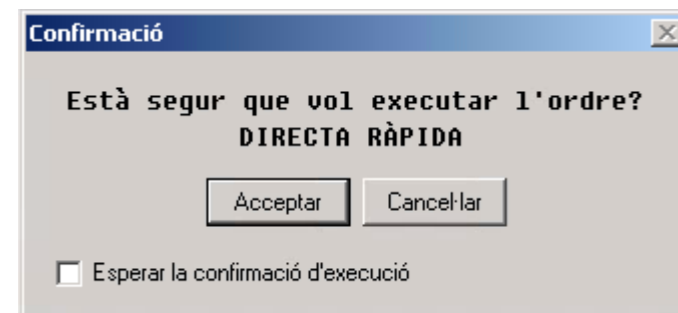 Confirmació
Està segur que vol executar l'ordre?
DIRECTA RÀPIDA
Acceptar
Cancel·lar
Esperar la confirmació d'execució